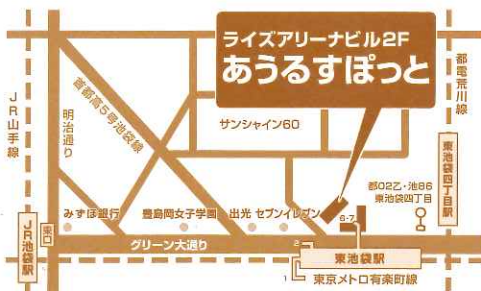 ライズアリーナビル2F
あうるすぽっと
都電荒川線
JR山手線
明治通り
首都高5号池袋線
サンシャイン60
東池袋四丁目駅
都02乙・池86
東池袋四丁目
みずほ銀行
豊島岡女子学園
出光
セブンイレブン
6・7
JR池袋駅
東口
グリーン大通り
2
東池袋駅
1
東京メトロ有楽町線